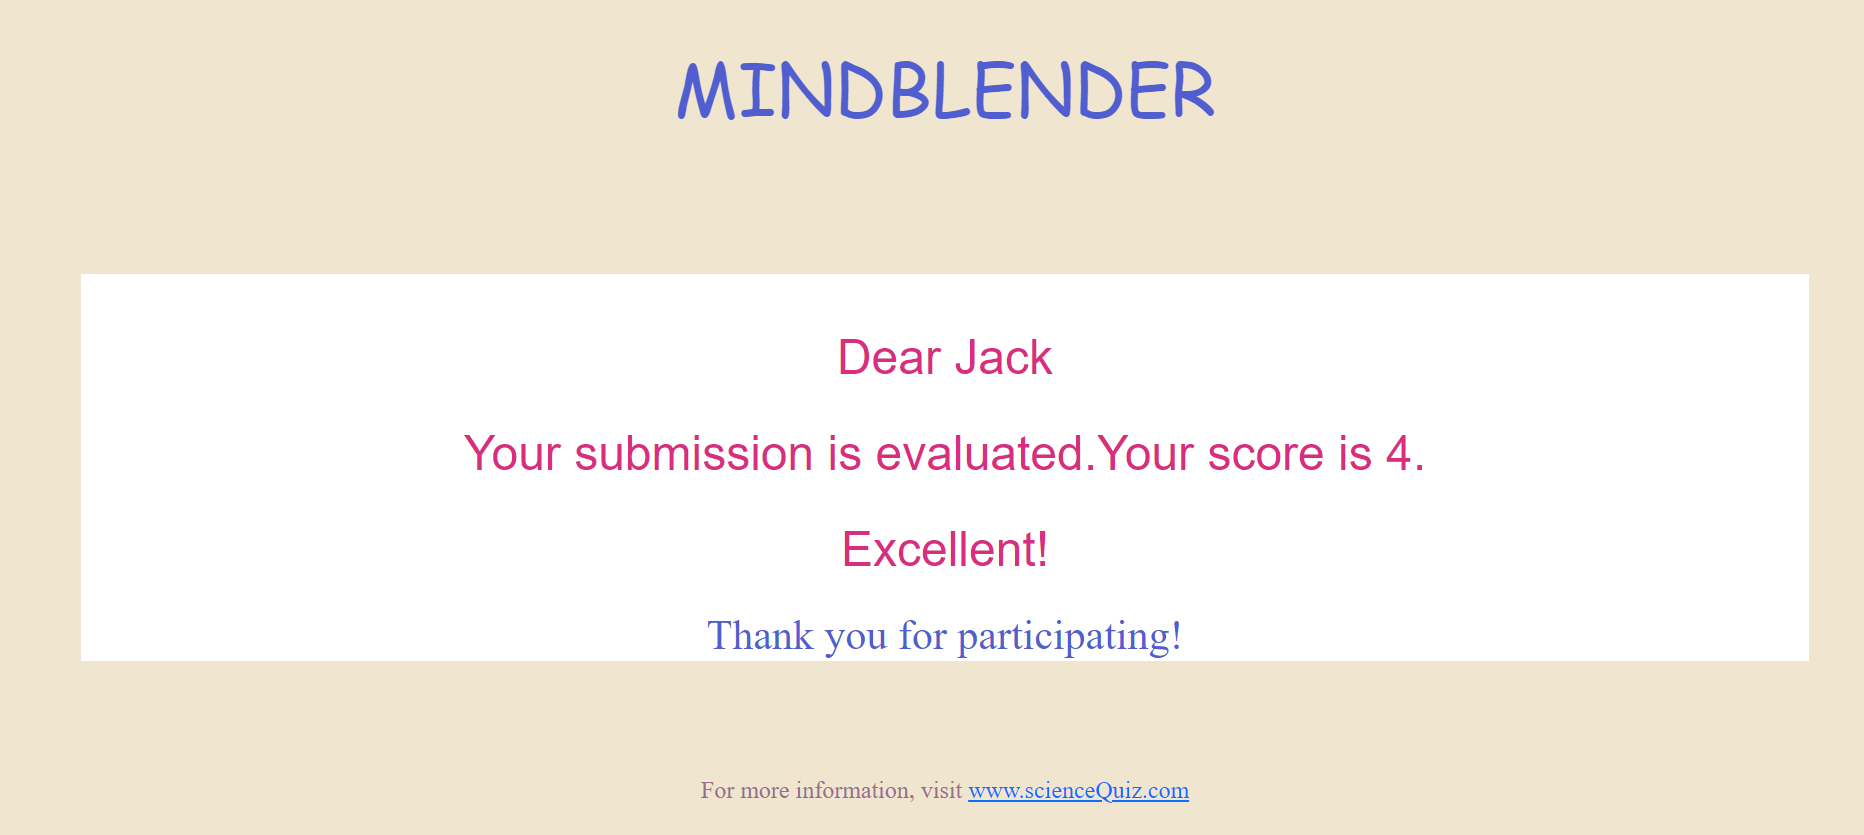 MINDBLENDER
Dear Jack
Your submission is evaluated.Your score is 4.
Excellent!
Thank you for participating!
For more information, visit www.scienceQuiz.com